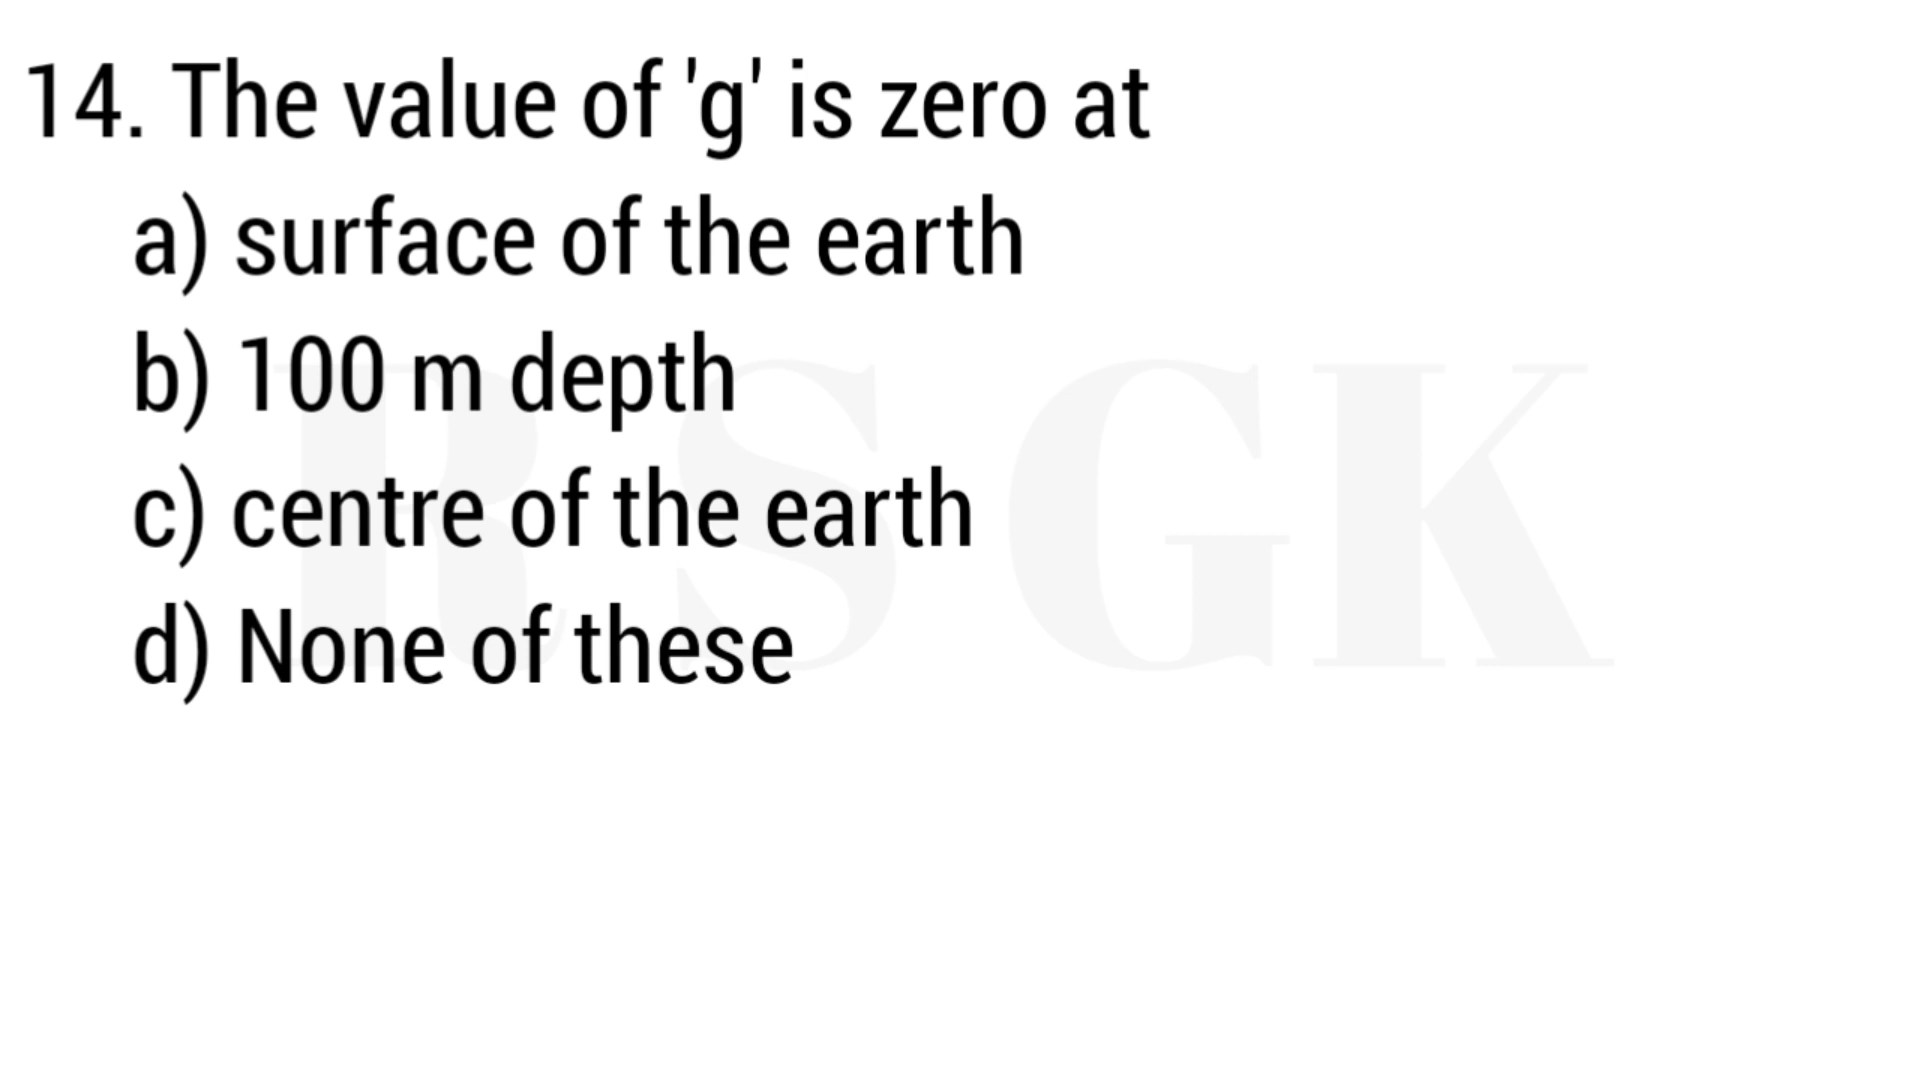 14. The value of 'g' is zero at
a) surface of the earth
b) 100 m depth
c) centre of the earth
d) None of these
RSGK